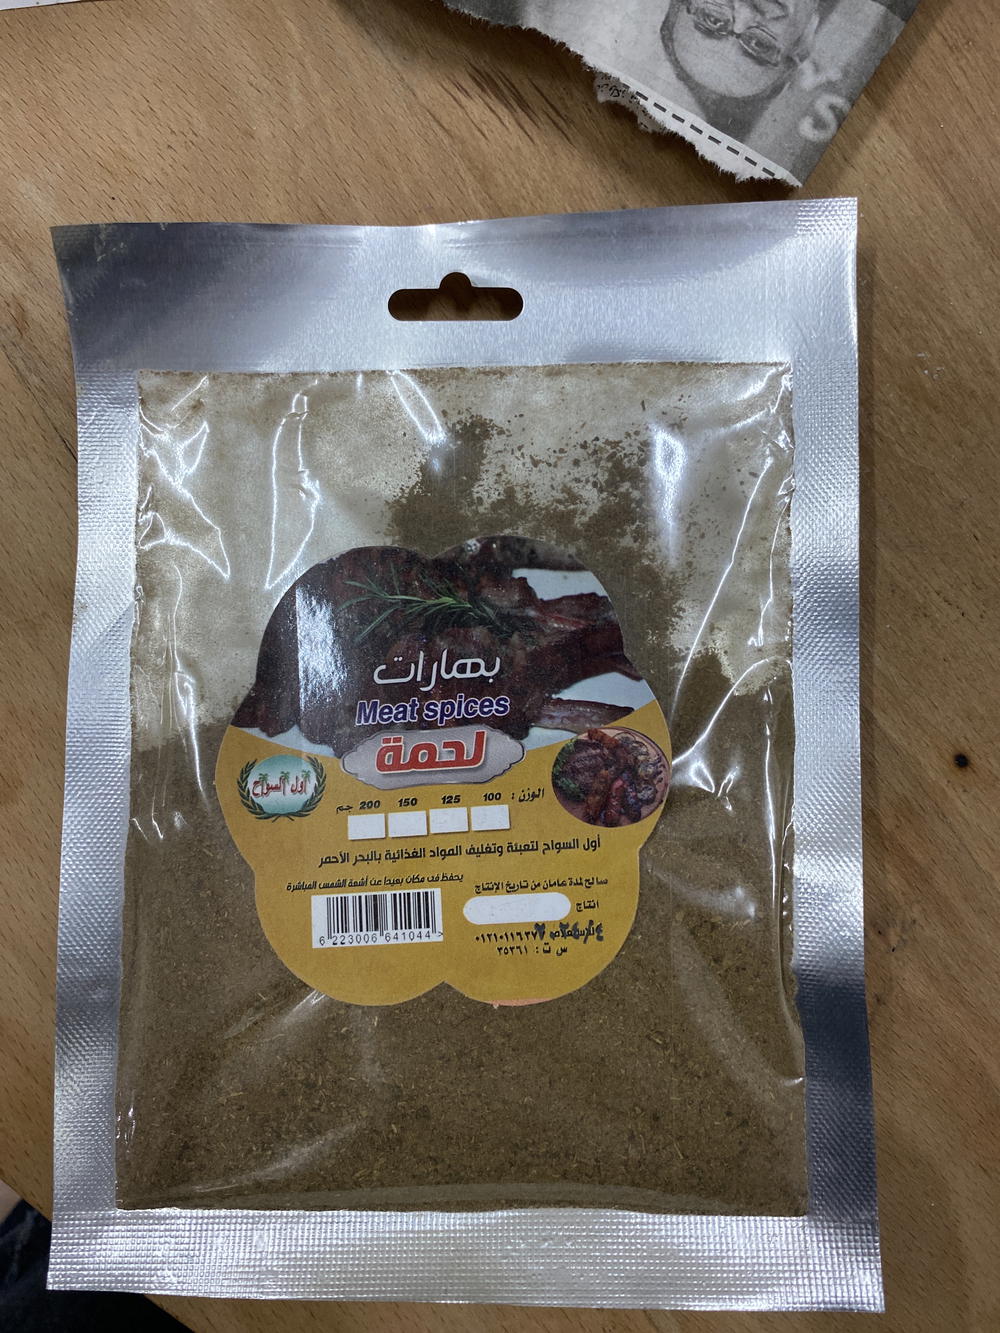 S
بهارات
Meat spices
لحمة
أول السواح
الوزن : 100 125 150 200 جم
أول السواح لتعبئة وتغليف المواد الغذائية بالبحر الأحمر
صالح لمدة عامان من تاريخ الإنتاج
انتاج
س ت : ٣٥٣٦١
يحفظ فى مكان بعيدا عن أشعة الشمس المباشرة
6 223006 641044 >